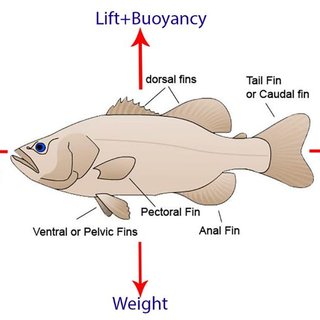 Lift+Buoyancy
dorsal fins
Tail Fin
or Caudal fin
Pectoral Fin
Ventral or Pelvic Fins
Anal Fin
Weight